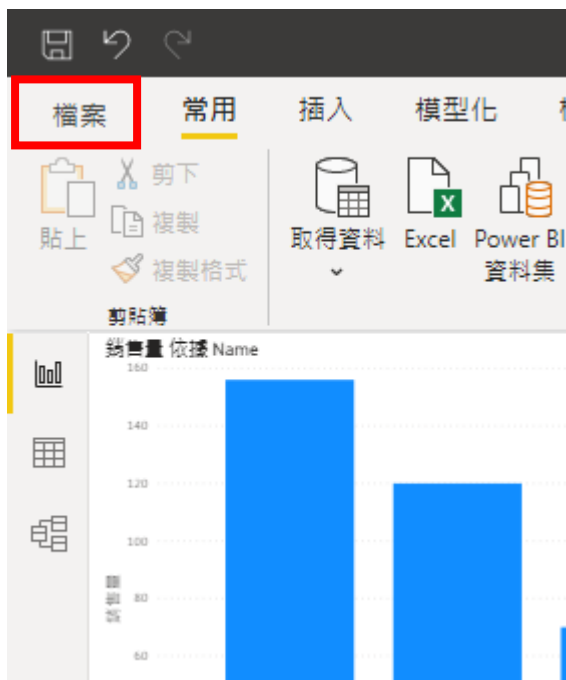 檔案 常用 插入 模型化
剪下
複製
貼上
複製格式
取得資料 Excel Power BI
資料集
剪貼簿
銷售量 依據 Name
160
140
120
100
80
60
銷售量